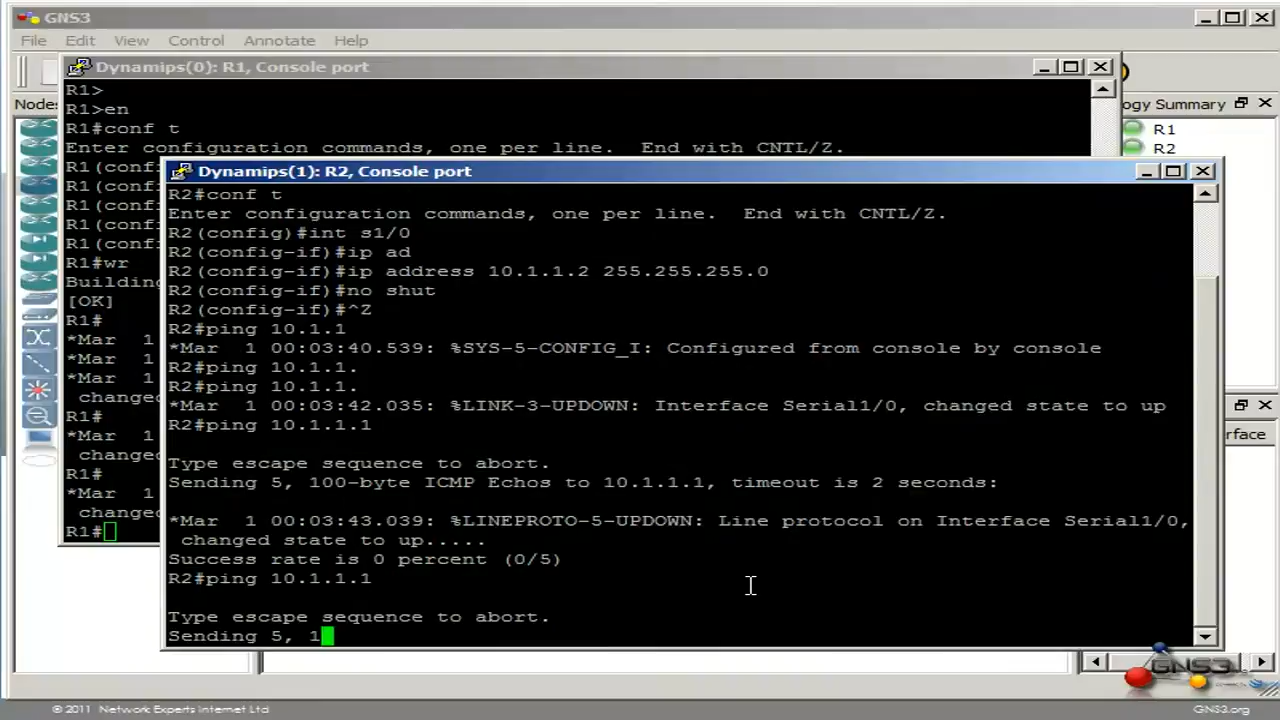 GNS3
File Edit View Control Annotate Help
Dynamips(0): R1, Console port
R1>
R1>en
R1#conf t
Enter configuration commands, one per line.  End with CNTL/Z.
R1(conf
R1(conf
R1(conf
R1(conf
R1(conf
R1#wr
Building
[OK]
R1#
*Mar  1
*Mar  1
*Mar  1
changed
R1#
*Mar  1
changed
R1#
*Mar  1
changed
R1#
Node
ogy Summary
R1
R2
rface
Dynamips(1): R2, Console port
R2#conf t
Enter configuration commands, one per line.  End with CNTL/Z.
R2(config)#int s1/0
R2(config-if)#ip ad
R2(config-if)#ip address 10.1.1.2 255.255.255.0
R2(config-if)#no shut
R2(config-if)#^Z
R2#ping 10.1.1
*Mar  1 00:03:40.539: %SYS-5-CONFIG_I: Configured from console by console
R2#ping 10.1.1.
R2#ping 10.1.1.
*Mar  1 00:03:42.035: %LINK-3-UPDOWN: Interface Serial1/0, changed state to up
R2#ping 10.1.1.1
Type escape sequence to abort.
Sending 5, 100-byte ICMP Echos to 10.1.1.1, timeout is 2 seconds:
*Mar  1 00:03:43.039: %LINEPROTO-5-UPDOWN: Line protocol on Interface Serial1/0,
changed state to up.....
Success rate is 0 percent (0/5)
R2#ping 10.1.1.1
Type escape sequence to abort.
Sending 5, 1
GNS3
© 2011 Network Experts Internet Ltd
GNS3.org